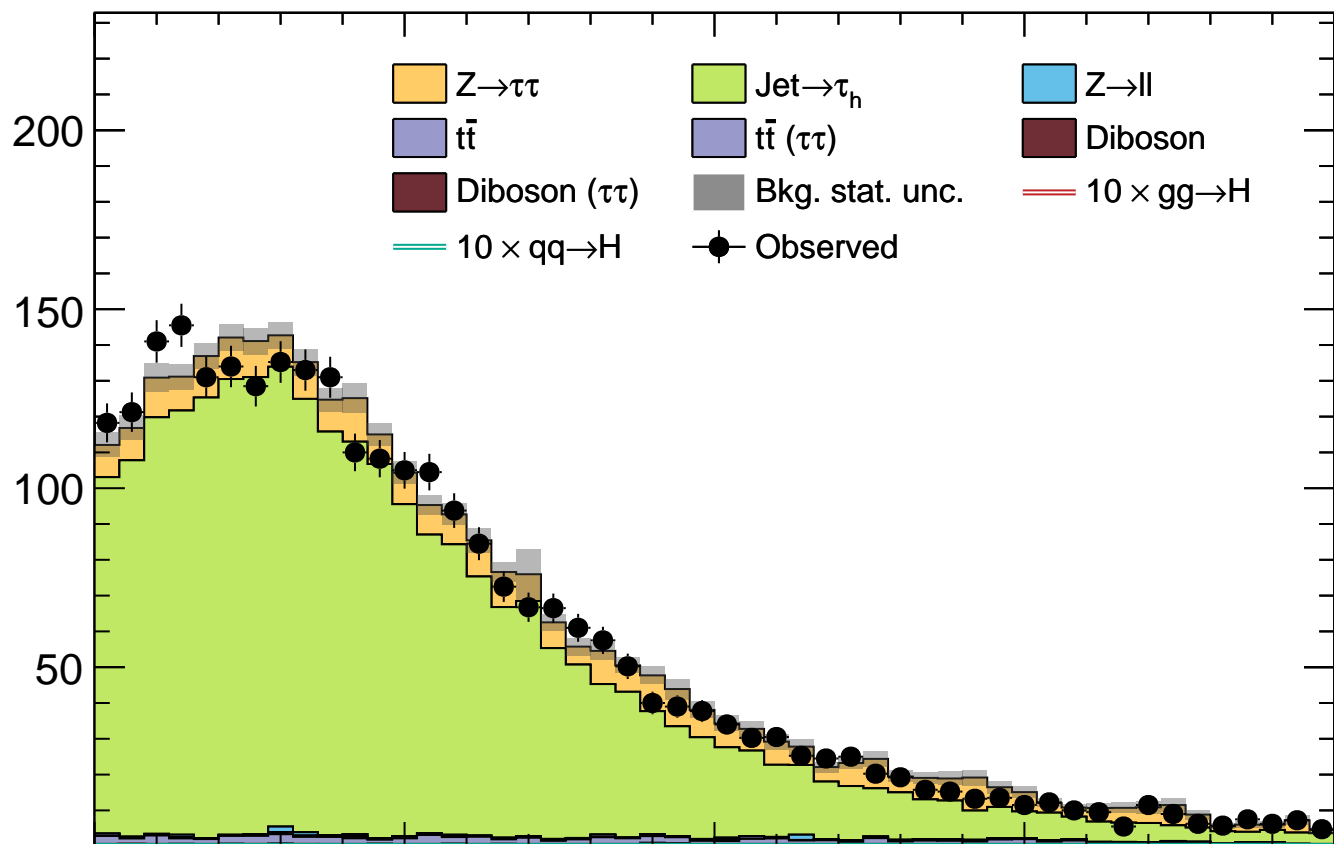 Z→ττ Jet→τh Z→ll
tt̄ tt̄ (ττ) Diboson
Diboson (ττ) Bkg. stat. unc. 10 × gg→H
10 × qq→H Observed
200
150
100
50